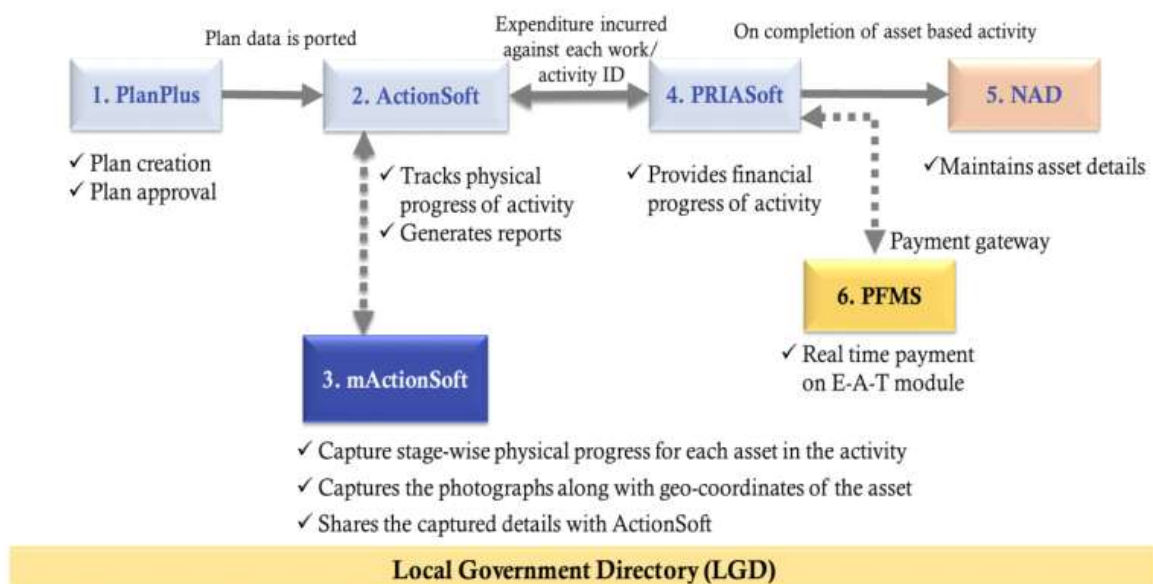 Plan data is ported
Expenditure incurred
against each work/
activity ID
On completion of asset based activity
1. PlanPlus
2. ActionSoft
4. PRIASoft
5. NAD
✓ Plan creation
✓ Plan approval
✓ Tracks physical
progress of activity
✓ Generates reports
✓ Provides financial
progress of activity
✓ Maintains asset details
Payment gateway
6. PFMS
✓ Real time payment
on E-A-T module
3. mActionSoft
✓ Capture stage-wise physical progress for each asset in the activity
✓ Captures the photographs along with geo-coordinates of the asset
✓ Shares the captured details with ActionSoft
Local Government Directory (LGD)